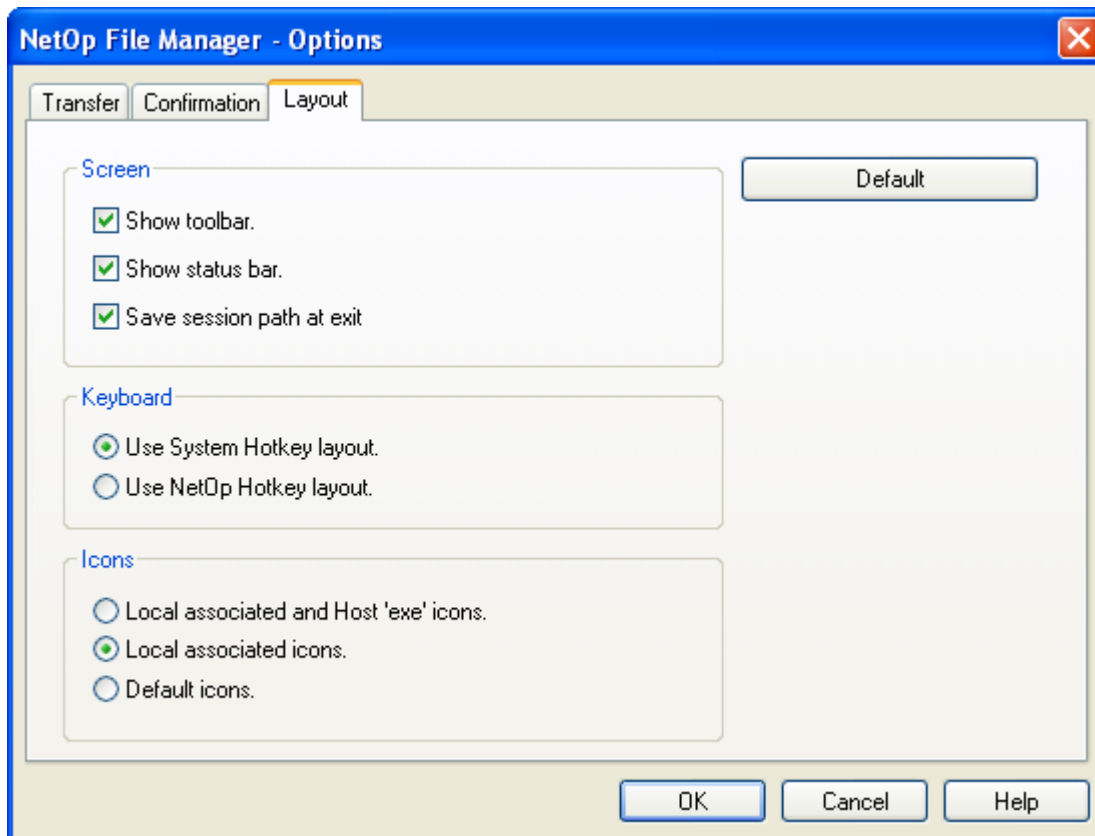 NetOp File Manager - Options
Transfer Confirmation Layout
Screen
Default
Show toolbar.
Show status bar.
Save session path at exit
Keyboard
Use System Hotkey layout.
Use NetOp Hotkey layout.
Icons
Local associated and Host 'exe' icons.
Local associated icons.
Default icons.
OK Cancel Help